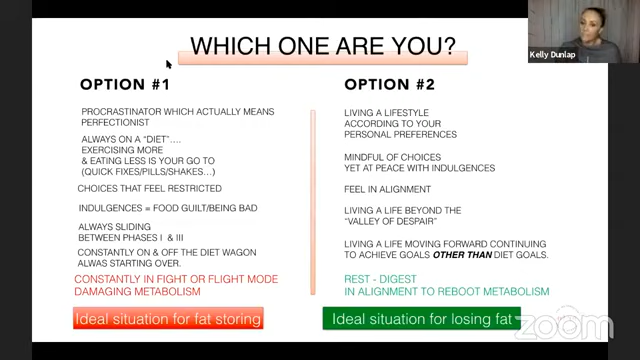 WHICH ONE ARE YOU?
Kelly Dunlap
OPTION #1
PROCRASTINATOR WHICH ACTUALLY MEANS
PERFECTIONIST
ALWAYS ON A “DIET”....
EXERCISING MORE
& EATING LESS IS YOUR GO TO
(QUICK FIXES/PILLS/SHAKES...)
CHOICES THAT FEEL RESTRICTED
INDULGENCES = FOOD GUILT/BEING BAD
ALWAYS SLIDING
BETWEEN PHASES I & III
CONSTANTLY ON & OFF THE DIET WAGON
ALWAS STARTING OVER.
CONSTANTLY IN FIGHT OR FLIGHT MODE
DAMAGING METABOLISM
Ideal situation for fat storing
OPTION #2
LIVING A LIFESTYLE
ACCORDING TO YOUR
PERSONAL PREFERENCES
MINDFUL OF CHOICES
YET AT PEACE WITH INDULGENCES
FEEL IN ALIGNMENT
LIVING A LIFE BEYOND THE
“VALLEY OF DESPAIR”
LIVING A LIFE MOVING FORWARD CONTINUING
TO ACHIEVE GOALS OTHER THAN DIET GOALS.
REST - DIGEST
IN ALIGNMENT TO REBOOT METABOLISM
Ideal situation for losing fat
zoom